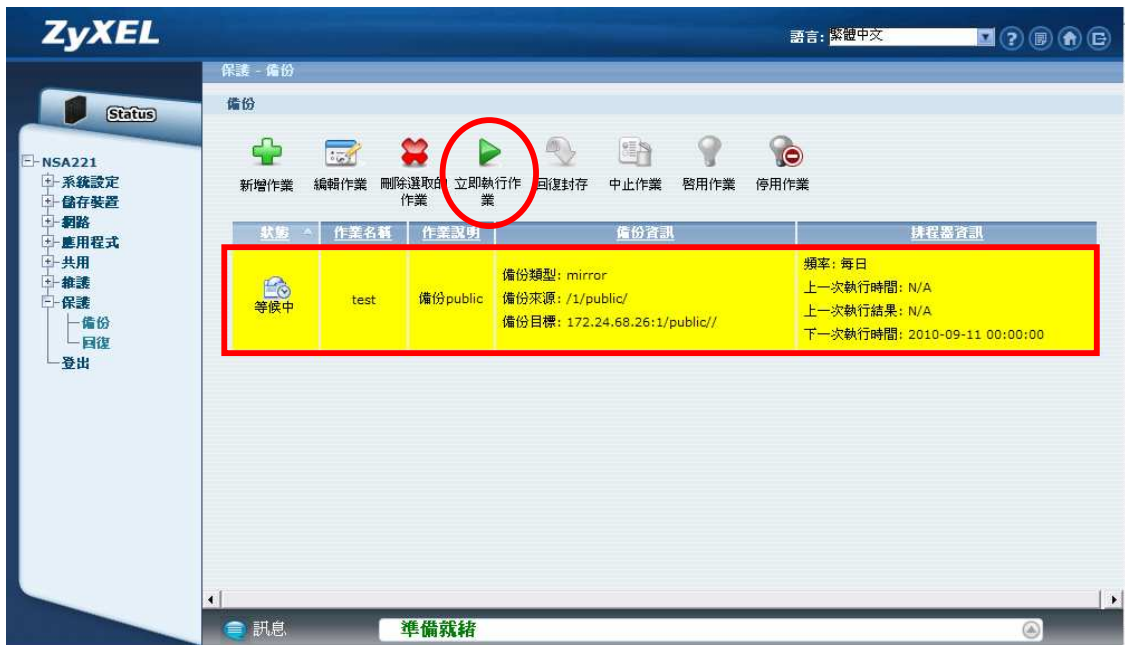 ZyXEL
語言: 繁體中文
保護 - 備份
Status
備份
NSA221
系統設定
儲存裝置
網路
應用程式
共用
維護
保護
備份
回復
登出
新增作業 編輯作業 刪除選取的作業 立即執行作業 回復封存 中止作業 啓用作業 停用作業
狀態 作業名稱 作業說明 備份資訊 排程器資訊
等候中 test 備份public
備份類型: mirror
備份來源: /1/public/
備份目標: 172.24.68.26:1/public//
頻率: 每日
上一次執行時間: N/A
上一次執行結果: N/A
下一次執行時間: 2010-09-11 00:00:00
訊息 準備就緒